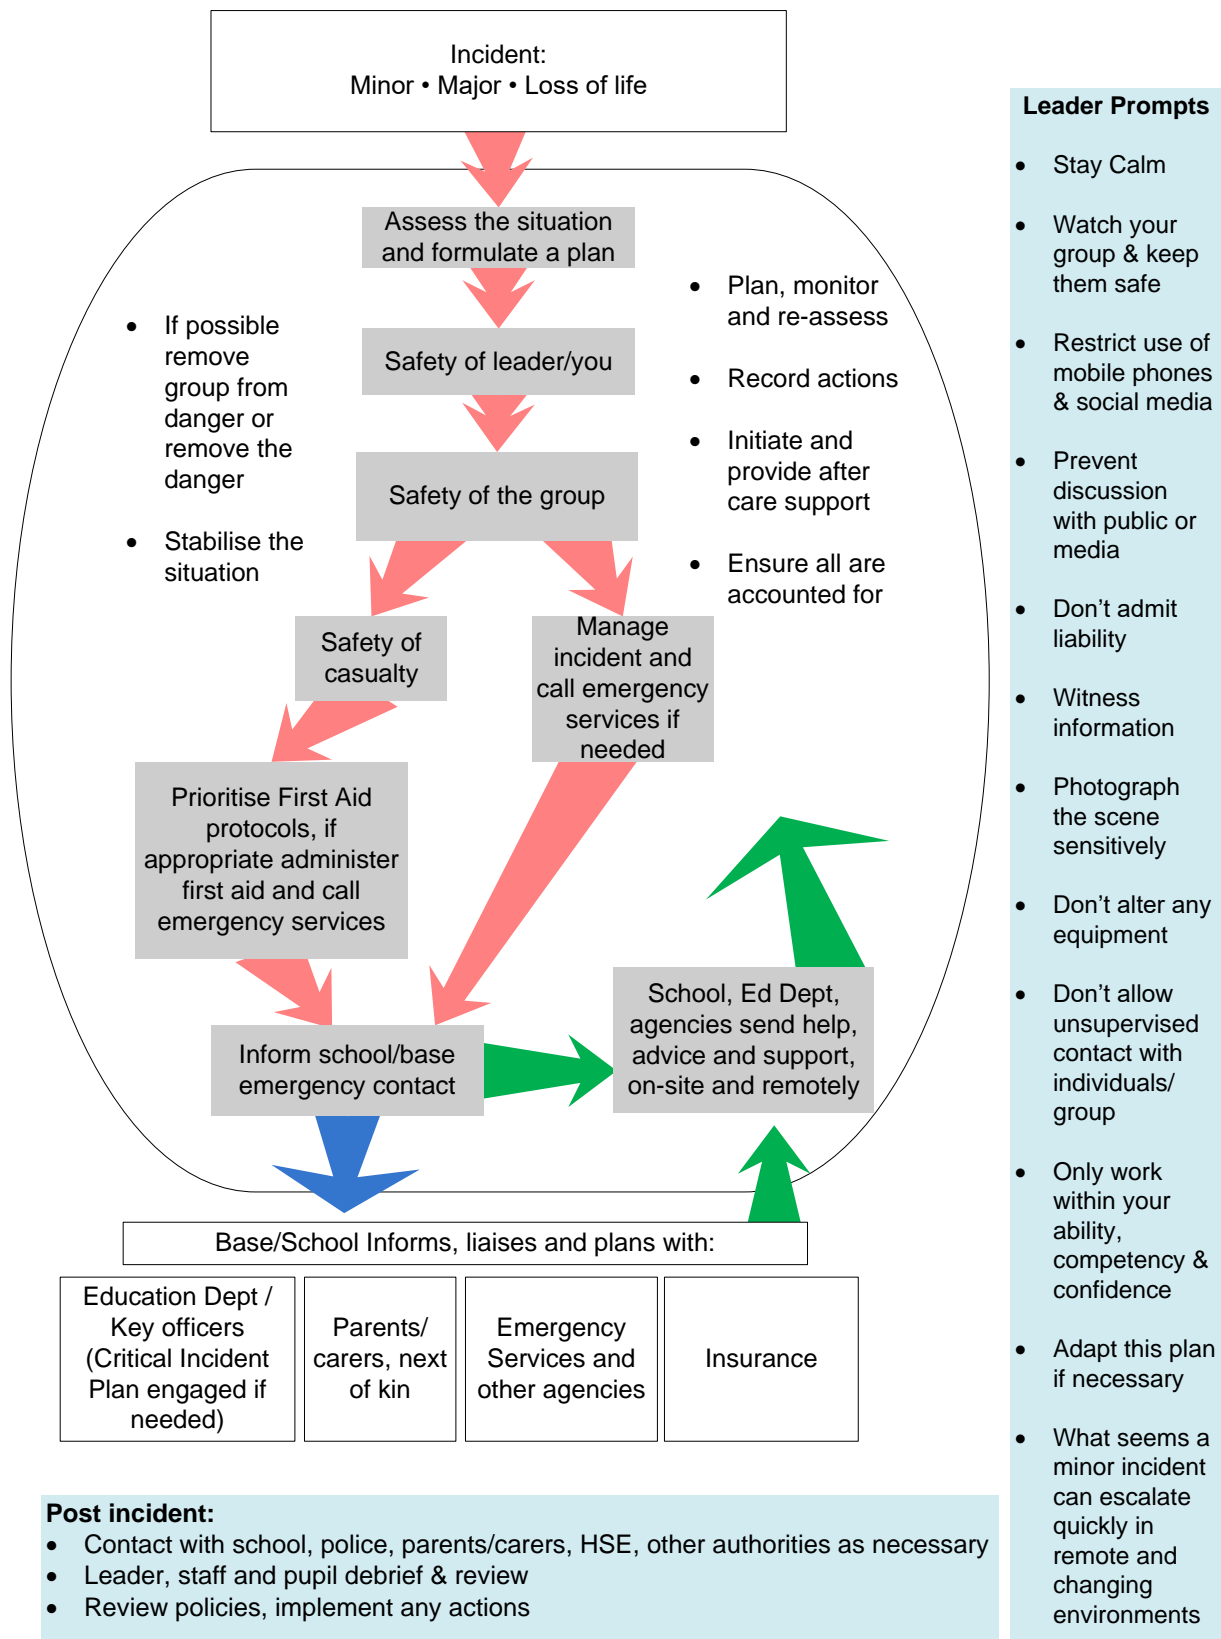 Incident:
Minor • Major • Loss of life
Assess the situation
and formulate a plan
Safety of leader/you
Safety of the group
• If possible
remove
group from
danger or
remove the
danger
• Stabilise the
situation
• Plan, monitor
and re-assess
• Record actions
• Initiate and
provide after
care support
• Ensure all are
accounted for
Safety of
casualty
Manage
incident and
call emergency
services if
needed
Prioritise First Aid
protocols, if
appropriate administer
first aid and call
emergency services
Inform school/base
emergency contact
School, Ed Dept,
agencies send help,
advice and support,
on-site and remotely
Base/School Informs, liaises and plans with:
Education Dept /
Key officers
(Critical Incident
Plan engaged if
needed)
Parents/
carers, next
of kin
Emergency
Services and
other agencies
Insurance
Post incident:
• Contact with school, police, parents/carers, HSE, other authorities as necessary
• Leader, staff and pupil debrief & review
• Review policies, implement any actions
Leader Prompts
• Stay Calm
• Watch your
group & keep
them safe
• Restrict use of
mobile phones
& social media
• Prevent
discussion
with public or
media
• Don’t admit
liability
• Witness
information
• Photograph
the scene
sensitively
• Don’t alter any
equipment
• Don’t allow
unsupervised
contact with
individuals/
group
• Only work
within your
ability,
competency &
confidence
• Adapt this plan
if necessary
• What seems a
minor incident
can escalate
quickly in
remote and
changing
environments